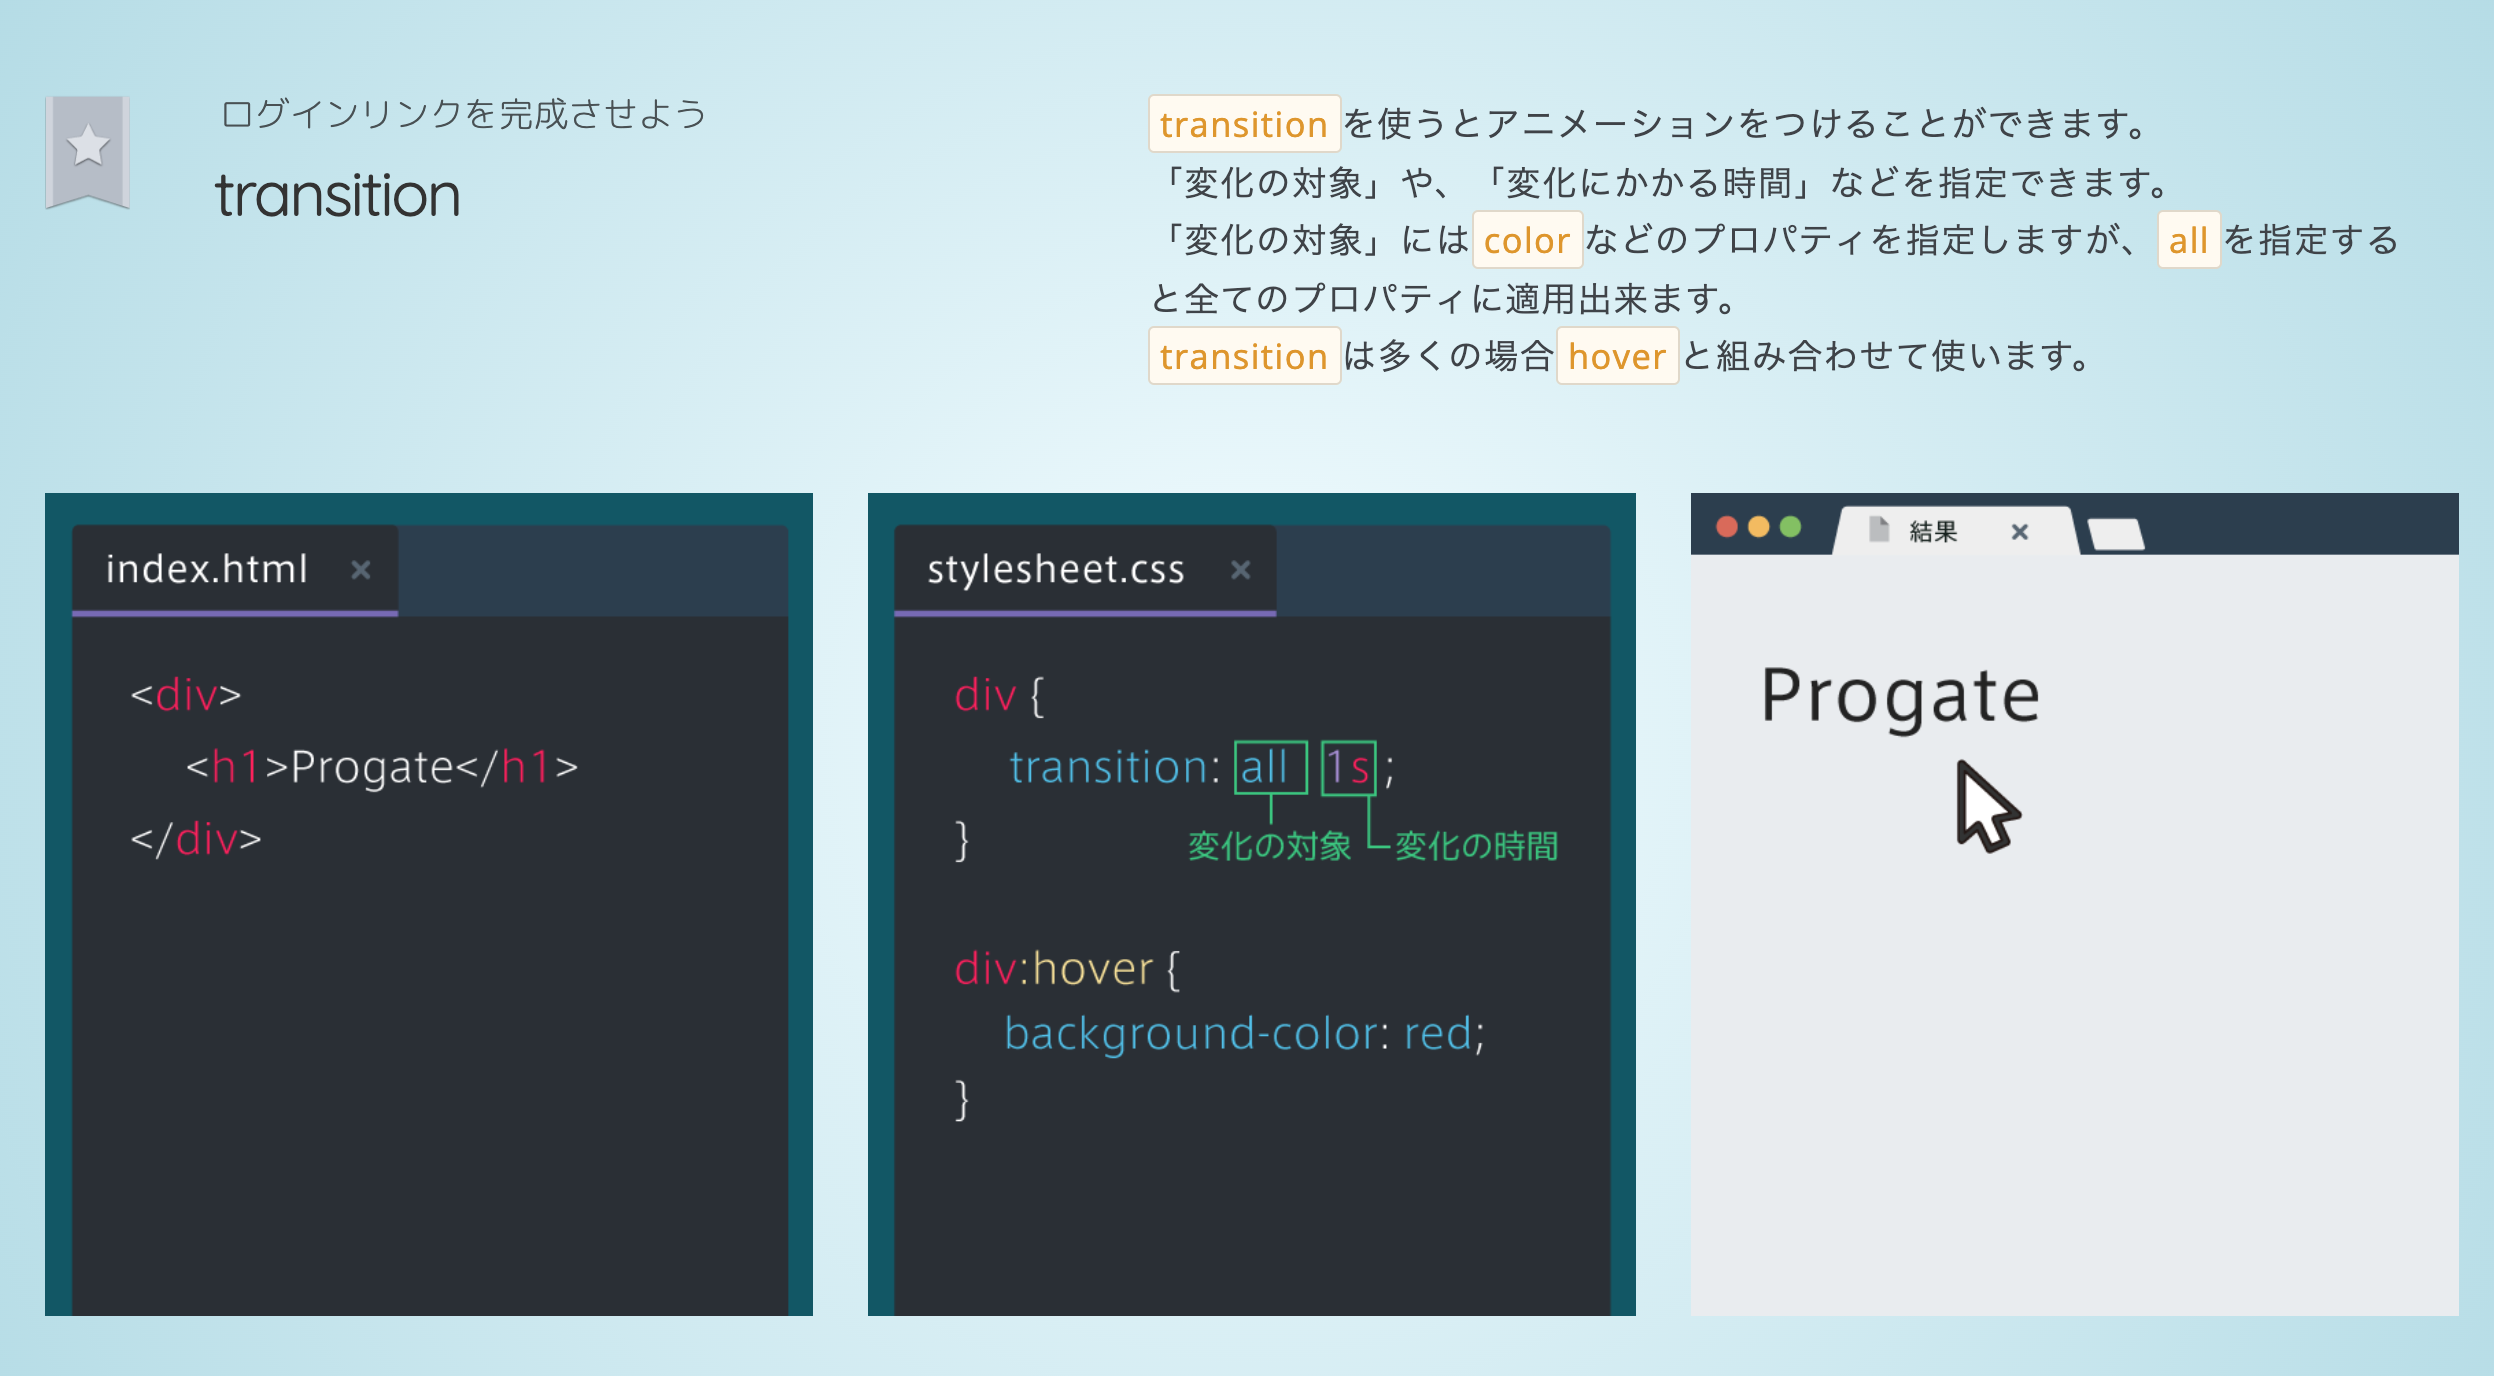 ログインリンクを完成させよう
transition
transitionを使うとアニメーションをつけることができます。
「変化の対象」や、「変化にかかる時間」などを指定できます。
「変化の対象」にはcolorなどのプロパティを指定しますが、allを指定する
と全てのプロパティに適用出来ます。
transitionは多くの場合hoverと組み合わせて使います。
index.html ×
<div>
<h1>Progate</h1>
</div>
stylesheet.css ×
div {
transition: all 1s ;
}
変化の対象 変化の時間
div:hover {
background-color: red;
}
結果 ×
Progate